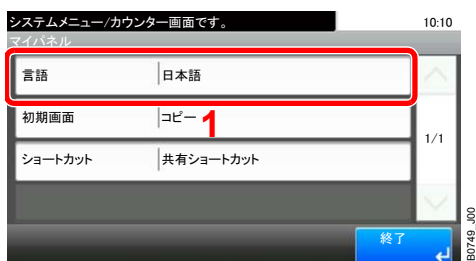 システムメニュー/カウンター画面です。 10:10
マイパネル
言語 日本語
初期画面 コピー 1
1/1
ショートカット 共有ショートカット
終了
B0749_J00